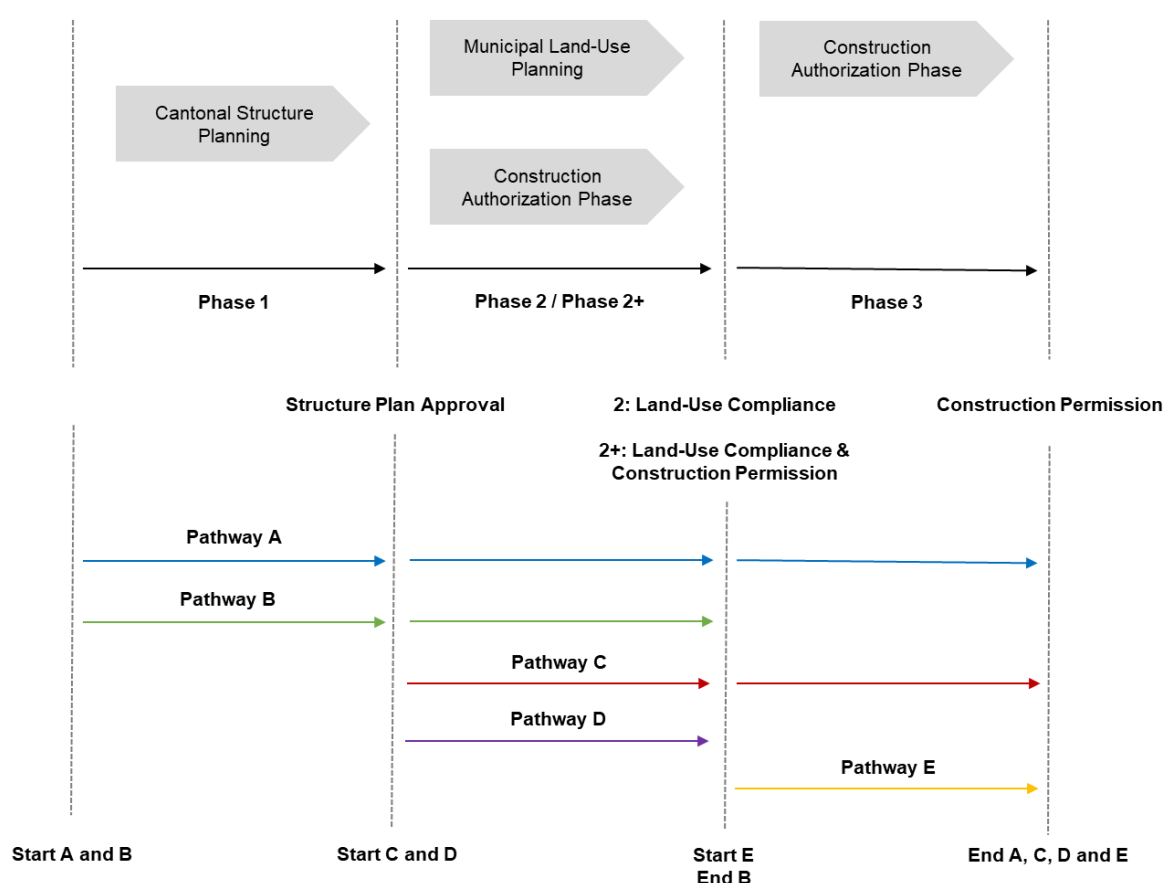 Municipal Land-Use
Planning
Construction
Authorization Phase
Cantonal Structure
Planning
Construction
Authorization Phase
Phase 1
Phase 2 / Phase 2+
Phase 3
Structure Plan Approval
2: Land-Use Compliance
Construction Permission
2+: Land-Use Compliance &
Construction Permission
Pathway A
Pathway B
Pathway C
Pathway D
Pathway E
Start A and B
Start C and D
Start E
End B
End A, C, D and E